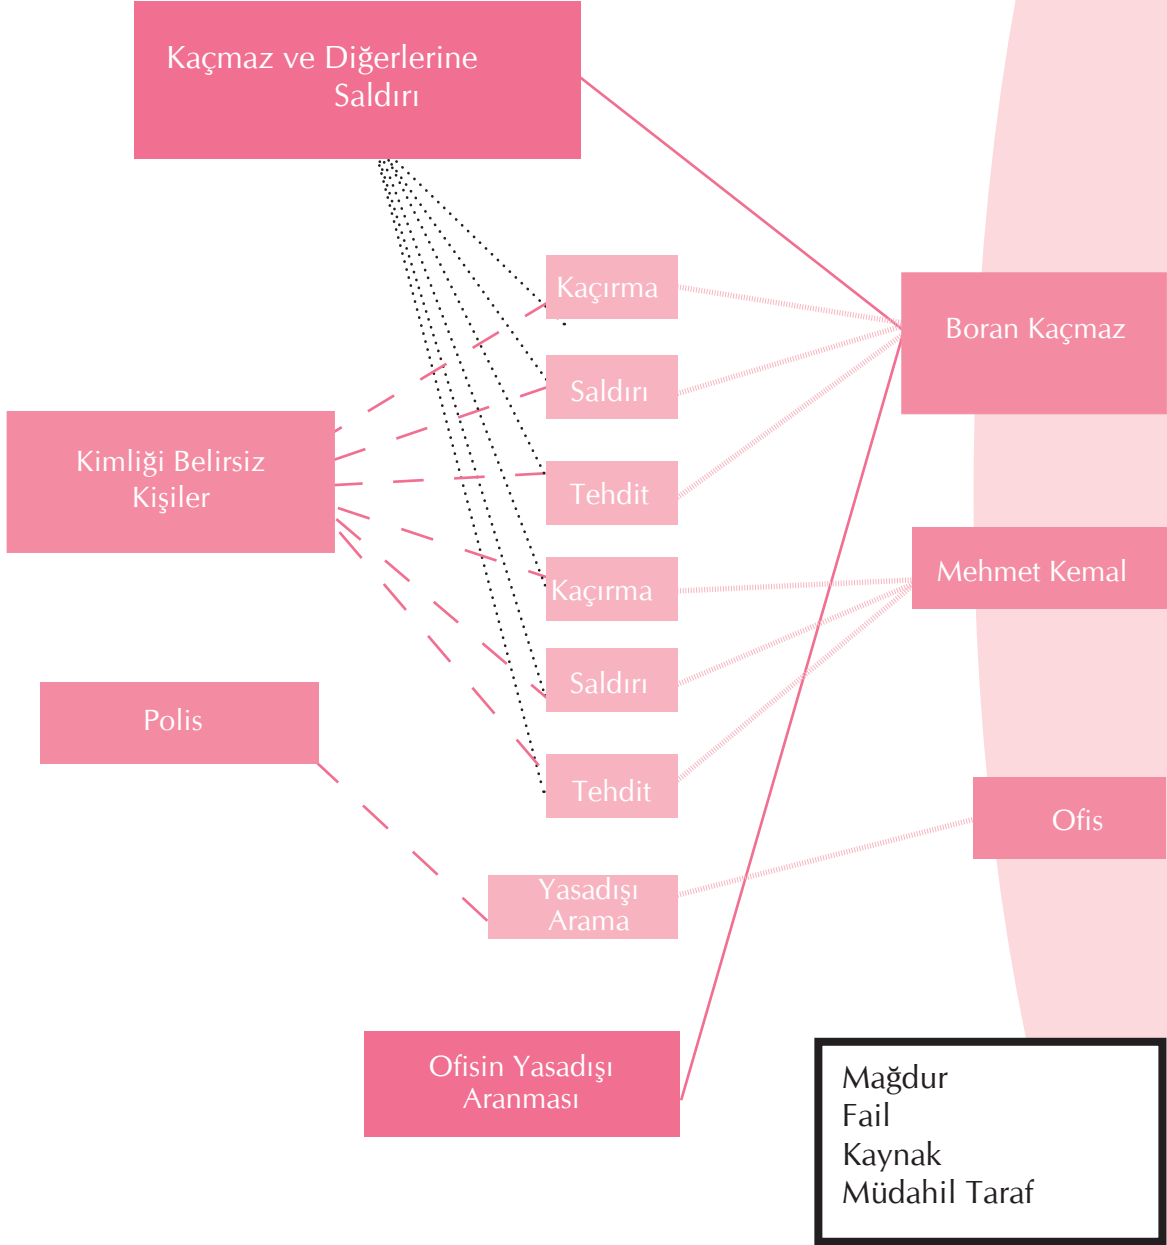 Kaçmaz ve Diğerlerine
Saldırı
Kaçırma
Boran Kaçmaz
Saldırı
Kimliği Belirsiz
Kişiler
Tehdit
Kaçırma
Mehmet Kemal
Saldırı
Polis
Tehdit
Ofis
Yasadışı
Arama
Ofisin Yasadışı
Aranması
Mağdur
Fail
Kaynak
Müdahil Taraf